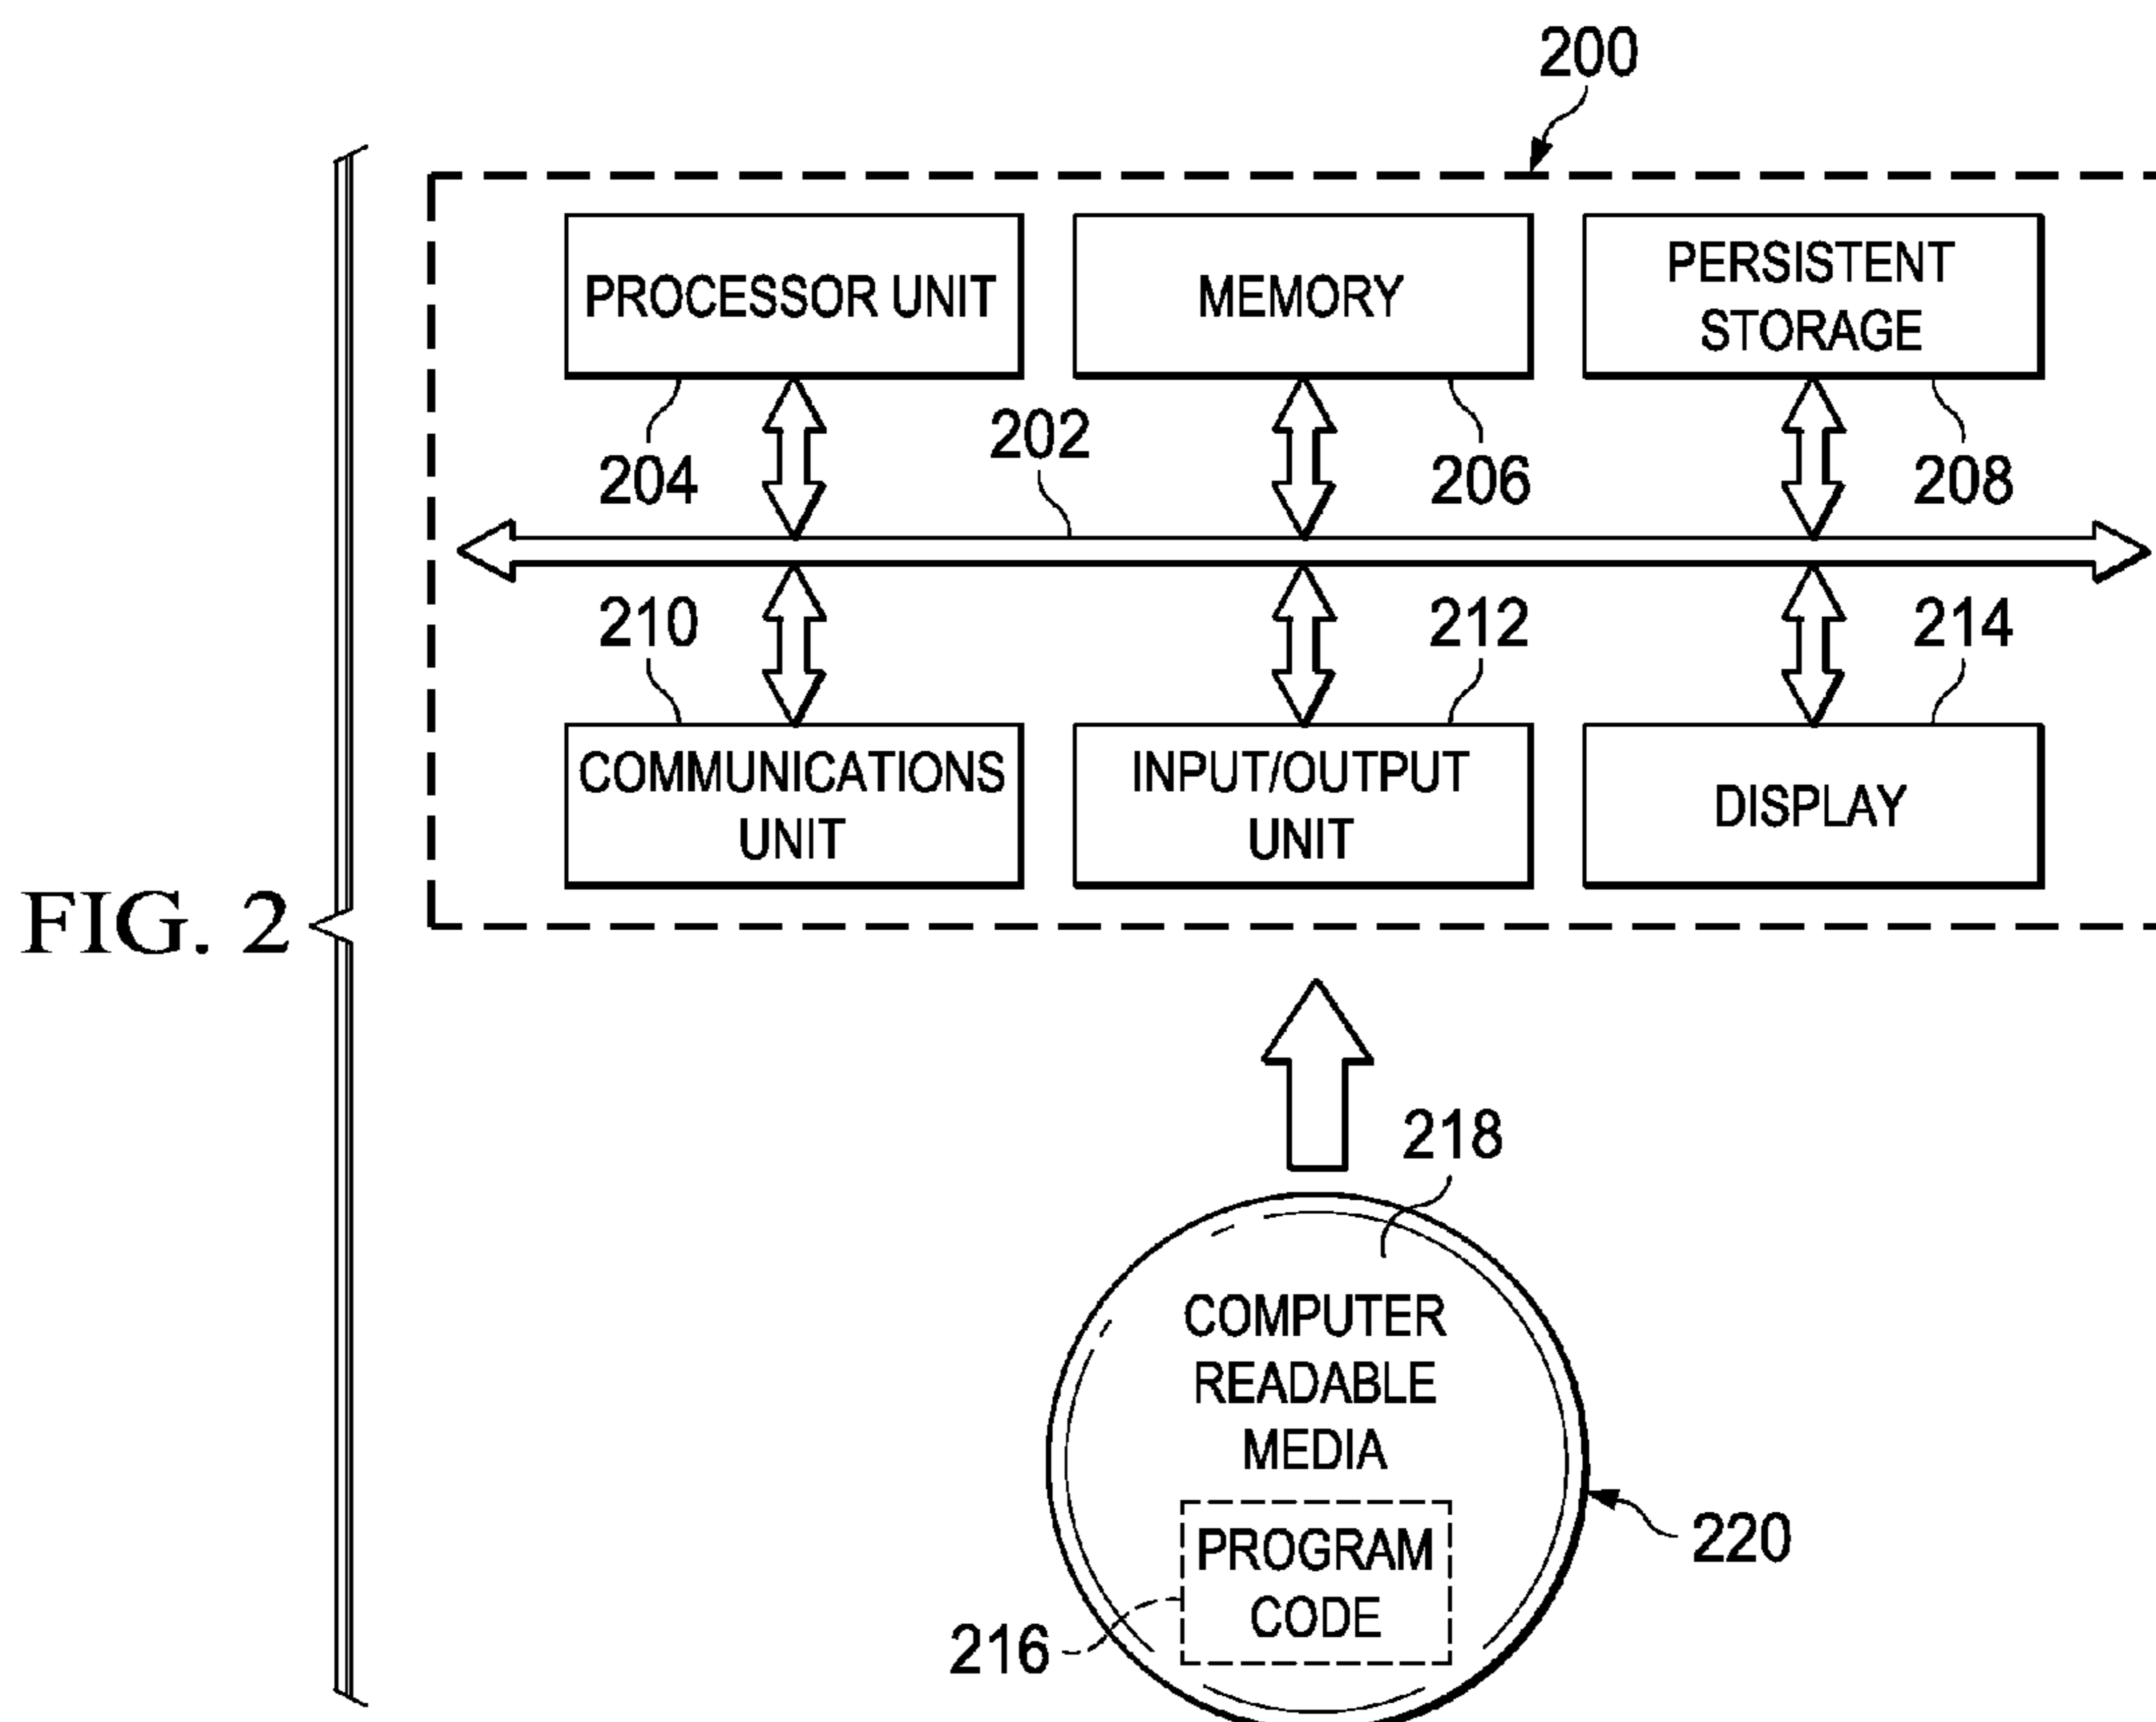 200
PROCESSOR UNIT
MEMORY
PERSISTENT
STORAGE
204
202
206
208
210
212
214
COMMUNICATIONS
UNIT
INPUT/OUTPUT
UNIT
DISPLAY
FIG. 2
218
COMPUTER
READABLE
MEDIA
PROGRAM
CODE
220
216